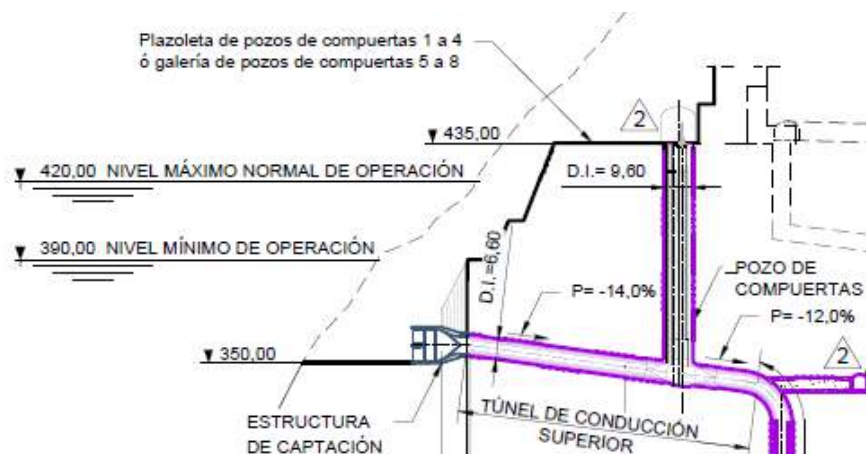 Plazoleta de pozos de compuertas 1 a 4
ó galería de pozos de compuertas 5 a 8
2
435,00
420,00 NIVEL MÁXIMO NORMAL DE OPERACIÓN
D.I.= 9,60
390,00 NIVEL MÍNIMO DE OPERACIÓN
D.I.=6,60
P= -14,0%
POZO DE
COMPUERTAS
P= -12,0%
350,00
2
ESTRUCTURA
DE CAPTACIÓN
TÚNEL DE CONDUCCIÓN
SUPERIOR